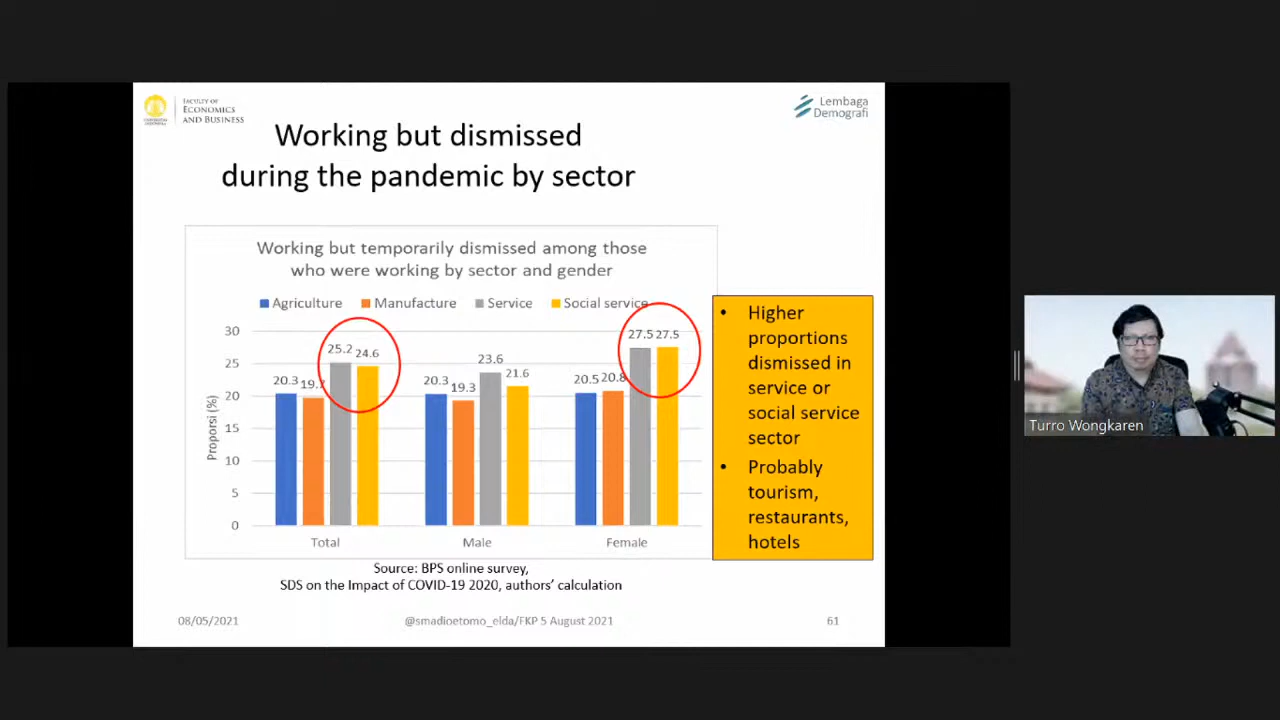 FACULTY OF
ECONOMICS
AND BUSINESS
Lembaga
Demografi
Working but dismissed
during the pandemic by sector
Working but temporarily dismissed among those
who were working by sector and gender
Agriculture Manufacture Service Social service
30
25
20
15
10
5
0
Proporsi (%)
20.3 19.7 25.2 24.6
20.3 19.3 23.6 21.6
20.5 20.8 27.5 27.5
Total Male Female
• Higher
proportions
dismissed in
service or
social service
sector
• Probably
tourism,
restaurants,
hotels
Source: BPS online survey,
SDS on the Impact of COVID-19 2020, authors' calculation
08/05/2021 @smadioetomo_elda/FKP 5 August 2021 61
Turro Wongkaren